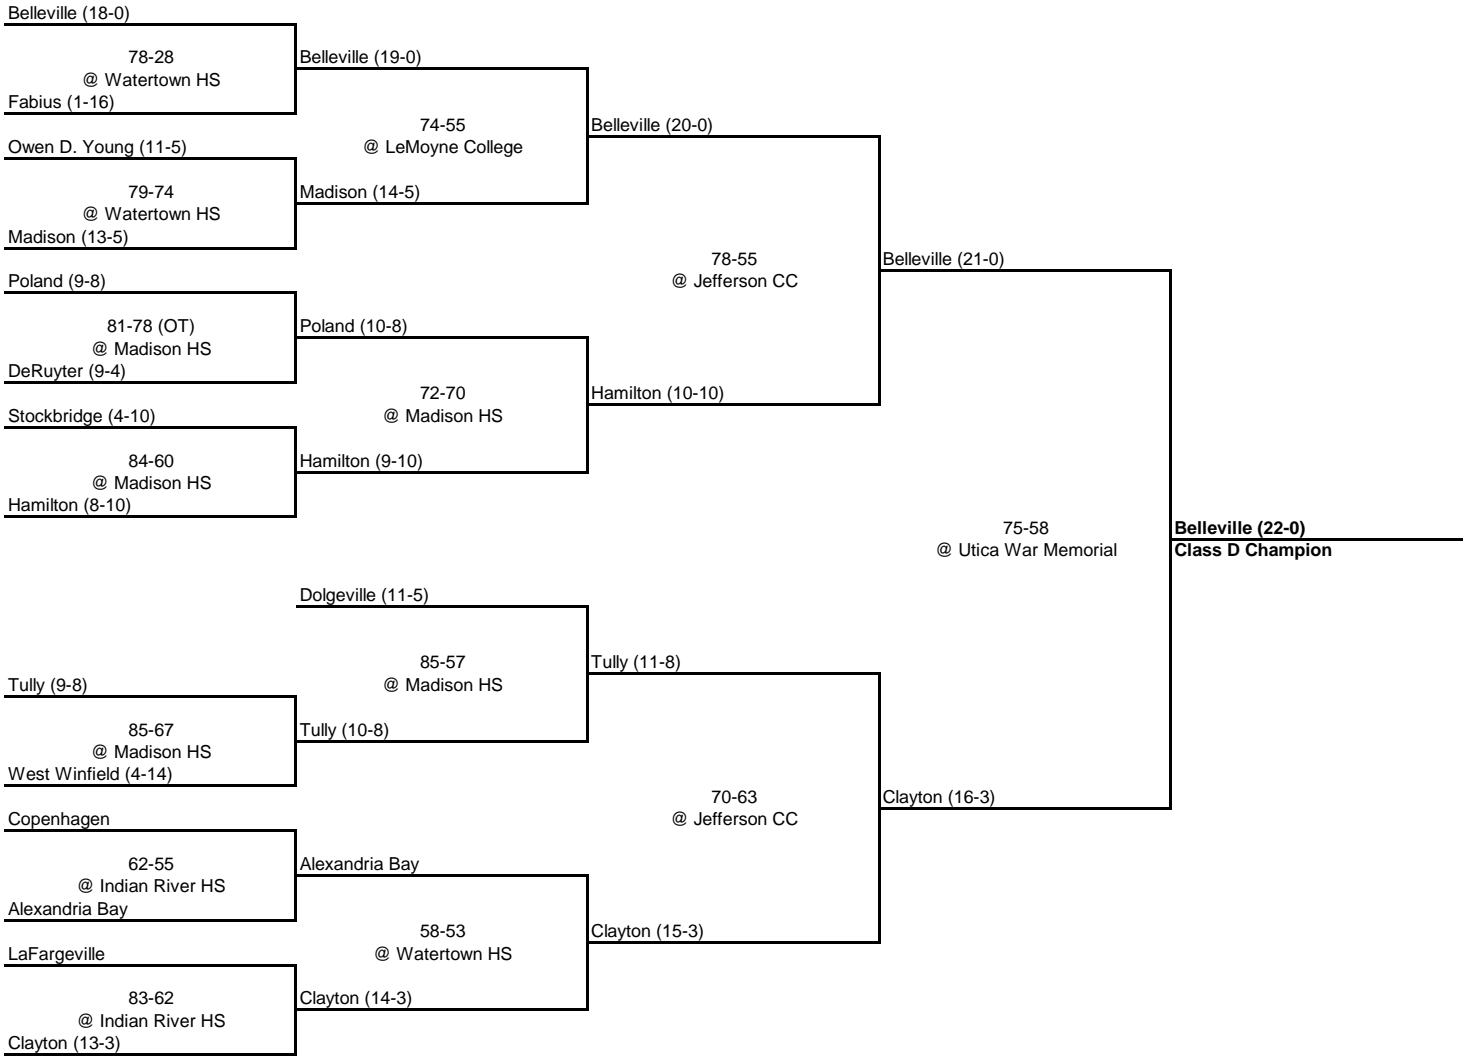 Belleville (18-0)
78-28
@ Watertown HS
Fabius (1-16)
Belleville (19-0)
Owen D. Young (11-5)
79-74
@ Watertown HS
Madison (13-5)
74-55
@ LeMoyne College
Madison (14-5)
Belleville (20-0)
Poland (9-8)
81-78 (OT)
@ Madison HS
DeRuyter (9-4)
Poland (10-8)
Stockbridge (4-10)
84-60
@ Madison HS
Hamilton (8-10)
72-70
@ Madison HS
Hamilton (9-10)
Hamilton (10-10)
78-55
@ Jefferson CC
Belleville (21-0)
75-58
@ Utica War Memorial
Belleville (22-0)
Class D Champion
Dolgeville (11-5)
85-57
@ Madison HS
Tully (11-8)
Tully (9-8)
85-67
@ Madison HS
West Winfield (4-14)
Tully (10-8)
70-63
@ Jefferson CC
Clayton (16-3)
Copenhagen
62-55
@ Indian River HS
Alexandria Bay
Alexandria Bay
58-53
@ Watertown HS
Clayton (15-3)
LaFargeville
83-62
@ Indian River HS
Clayton (13-3)
Clayton (14-3)